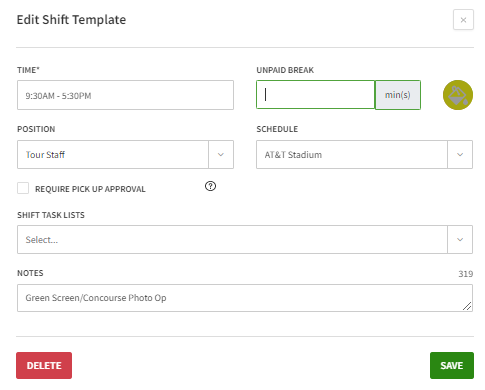 Edit Shift Template
×
TIME*
UNPAID BREAK
9:30AM - 5:30PM
min(s)
POSITION
SCHEDULE
Tour Staff
AT&T Stadium
REQUIRE PICK UP APPROVAL
?
SHIFT TASK LISTS
Select...
NOTES
319
Green Screen/Concourse Photo Op
DELETE
SAVE